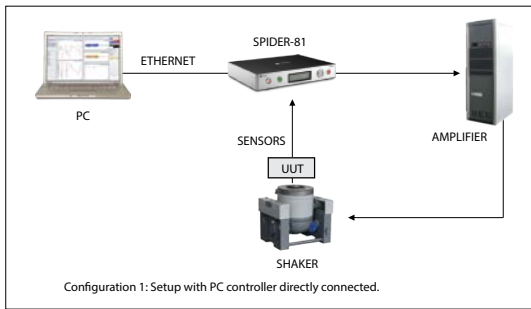 SPIDER-81
ETHERNET
PC
AMPLIFIER
SENSORS
UUT
SHAKER
Configuration 1: Setup with PC controller directly connected.